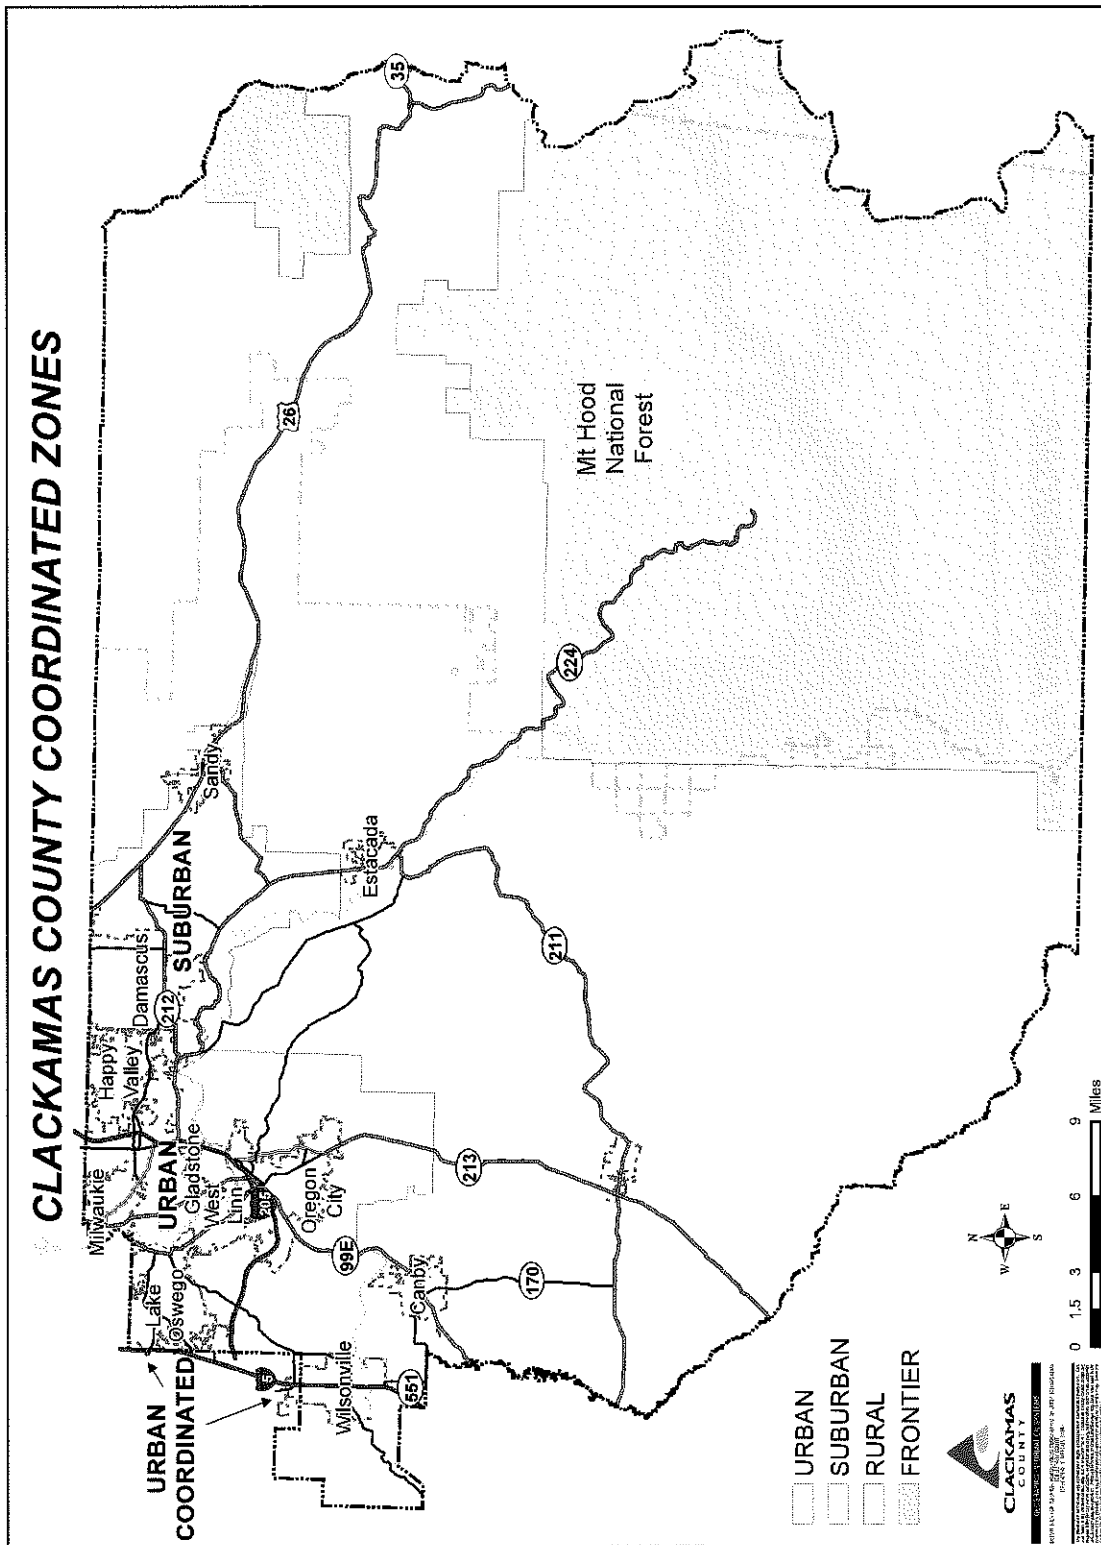 CLACKAMAS COUNTY COORDINATED ZONES
URBAN
COORDINATED
Lake
Oswego
Milwaukie
URBAN
Gladstone
West
Linn
205
Happy
Valley
Damascus
212
SUBURBAN
Sandy
26
35
Wilsonville
551
99E
Oregon
City
Canby
170
213
Estacada
211
224
Mt Hood
National
Forest
URBAN
SUBURBAN
RURAL
FRONTIER
CLACKAMAS
COUNTY
N
W
E
S
0 1.5 3 6 9
Miles